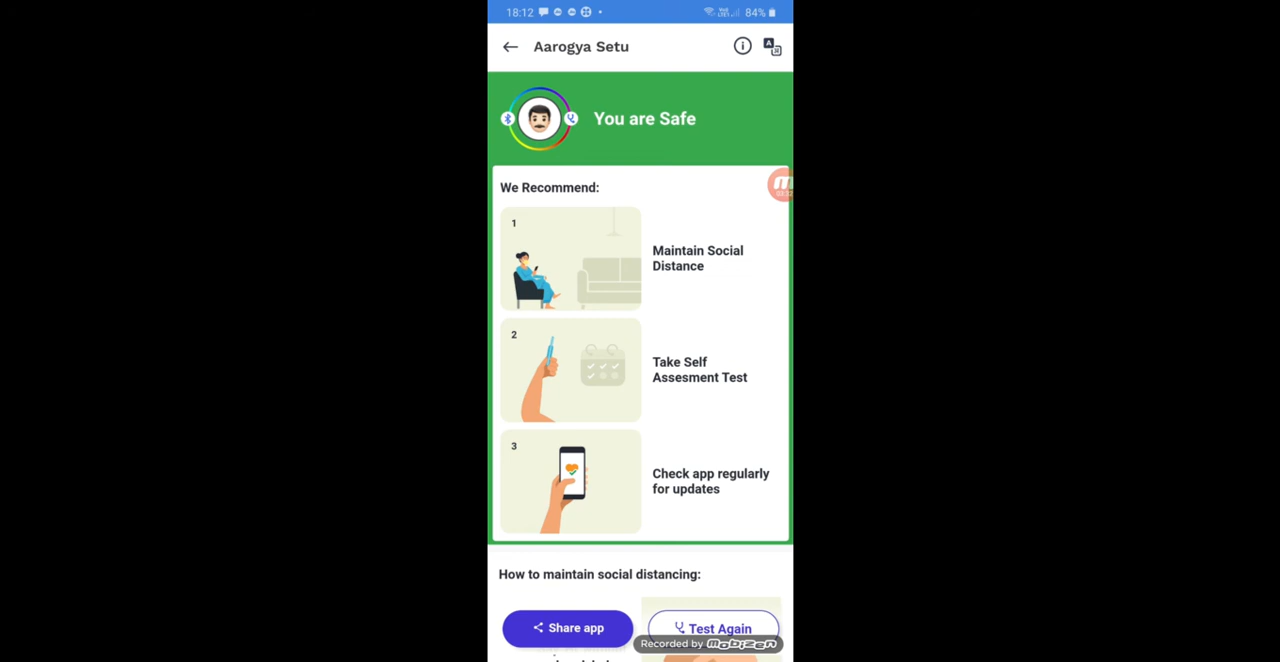 18:12
84%
Aarogya Setu
You are Safe
We Recommend:
1
Maintain Social
Distance
2
Take Self
Assesment Test
3
Check app regularly
for updates
How to maintain social distancing:
Share app
Test Again
Recorded by mobizen